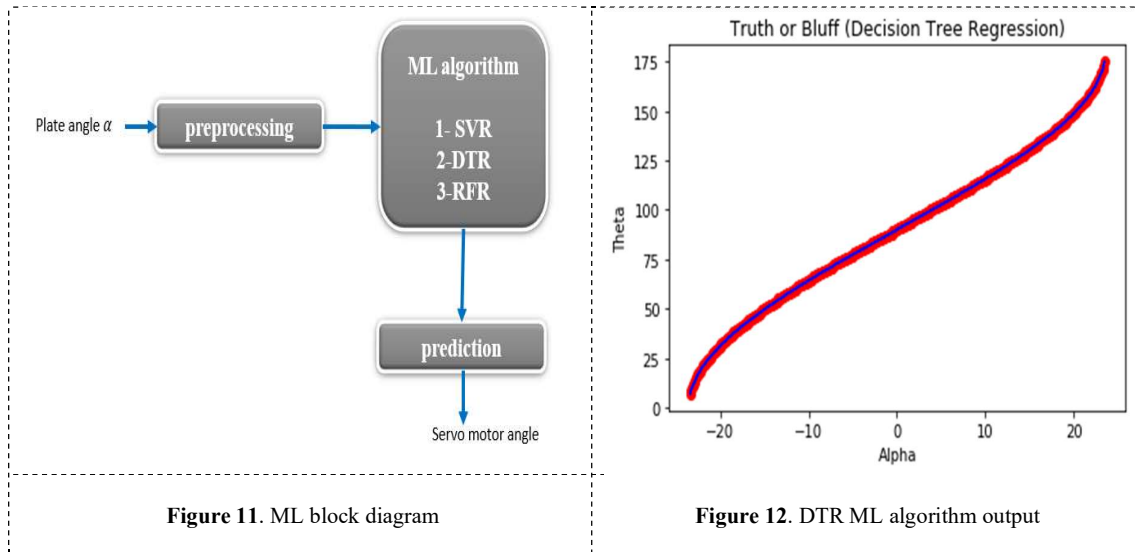 Plate angle α
preprocessing
ML algorithm
1- SVR
2-DTR
3-RFR
prediction
Servo motor angle
Figure 11. ML block diagram
Truth or Bluff (Decision Tree Regression)
Theta
175
150
125
100
75
50
25
0
−20
−10
0
10
20
Alpha
Figure 12. DTR ML algorithm output